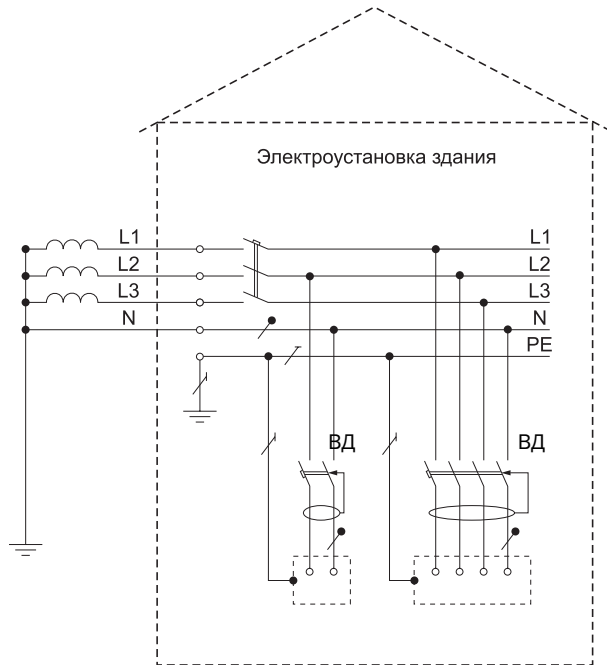 Электроустановка здания
L1 L1
L2 L2
L3 L3
N N
PE
ВД ВД